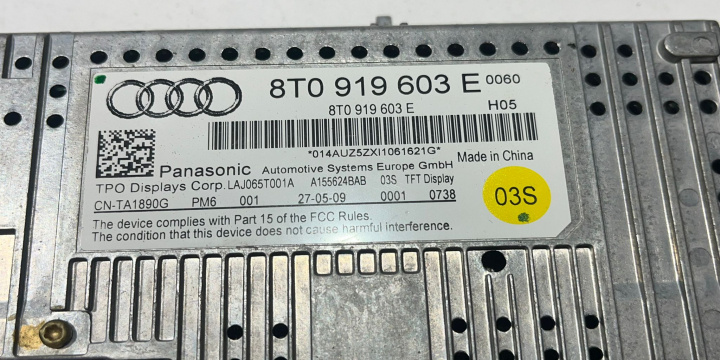 8T0 919 603 E 0060
8T0 919 603 E H05
*014AUZ5ZXI1061621G*
Panasonic Automotive Systems Europe GmbH Made in China
TPO Displays Corp. LAJ065T001A A155624BAB 03S TFT Display
CN-TA1890G PM6 001 27-05-09 0001 0738
03S
The device complies with Part 15 of the FCC Rules.
The condition that this device does not cause harmful interference.